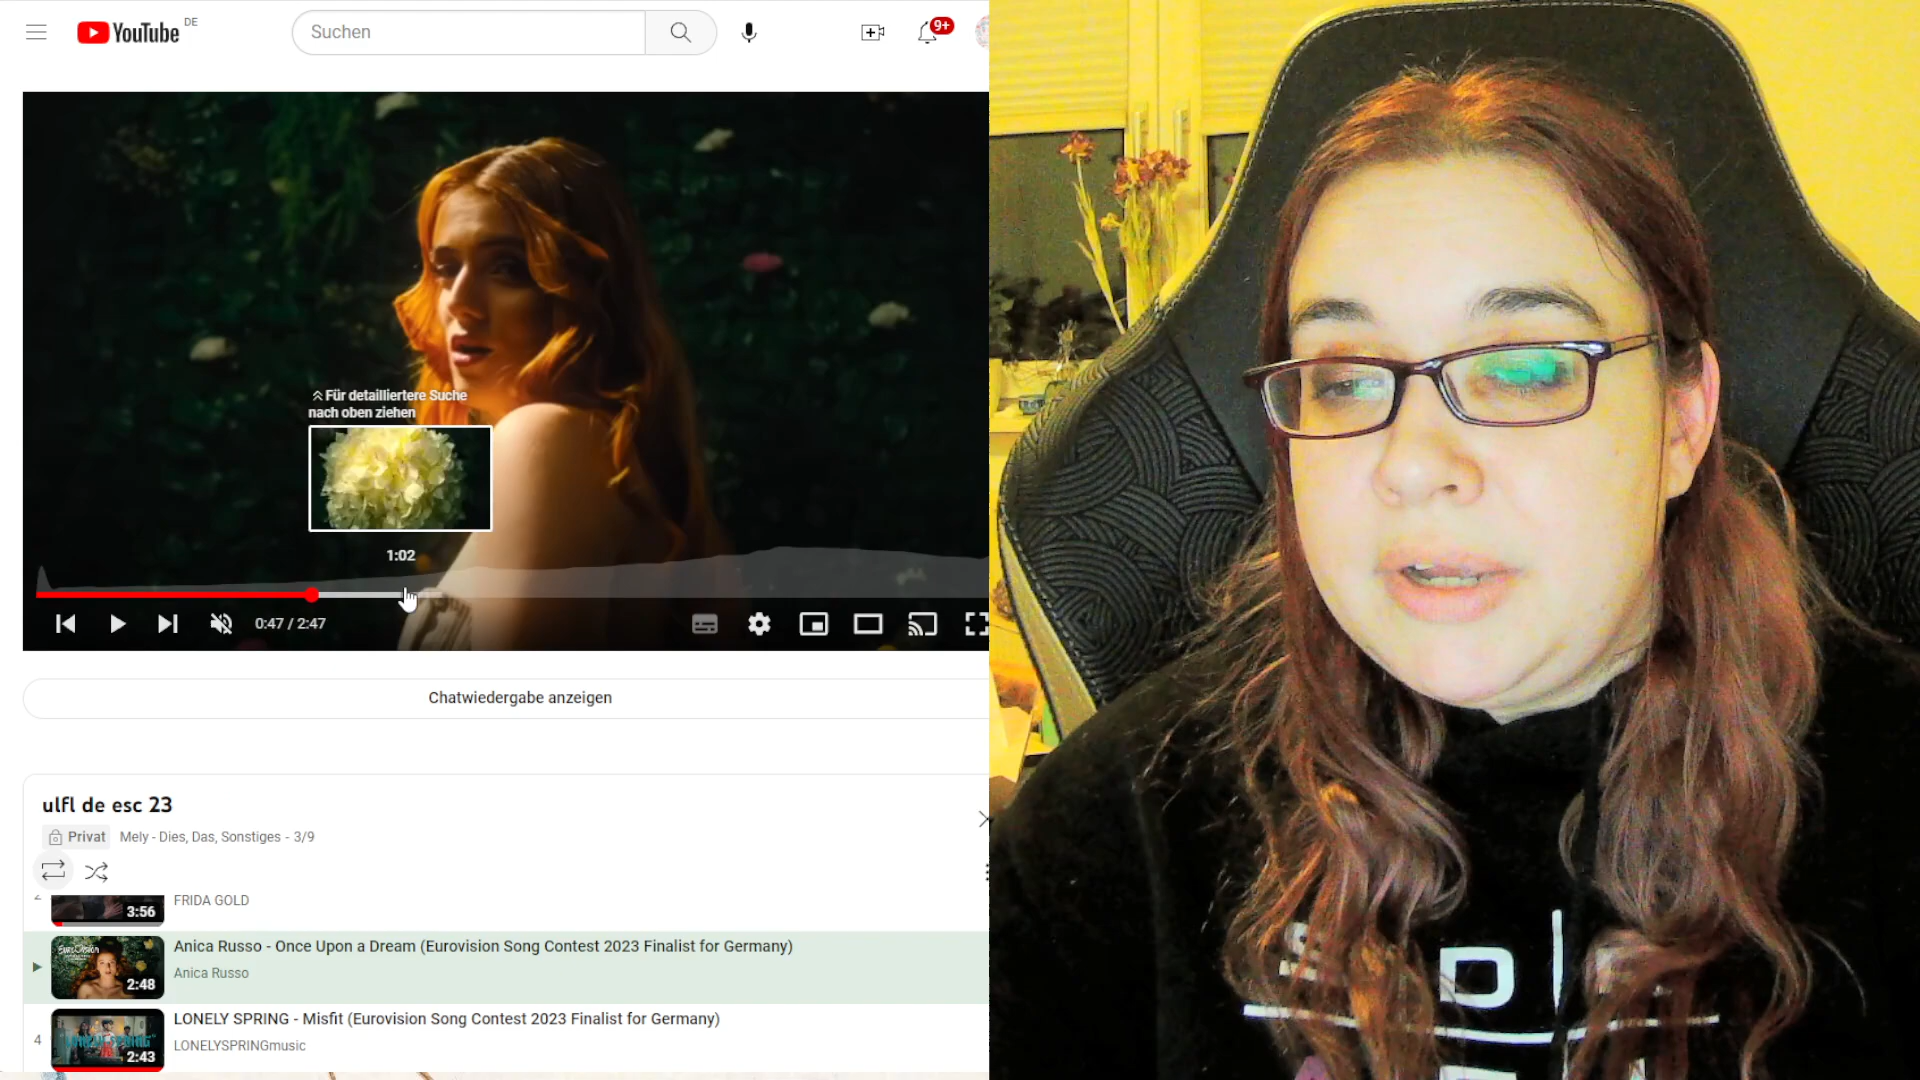 YouTube DE
Suchen
9+
Für detailliertere Suche
nach oben ziehen
1:02
0:47 / 2:47
Chatwiedergabe anzeigen
ulfl de esc 23
Privat Mely - Dies, Das, Sonstiges - 3/9
3:56
FRIDA GOLD
Anica Russo - Once Upon a Dream (Eurovision Song Contest 2023 Finalist for Germany)
Anica Russo
2:48
LONELY SPRING - Misfit (Eurovision Song Contest 2023 Finalist for Germany)
4
LONELYSPRINGmusic
2:43